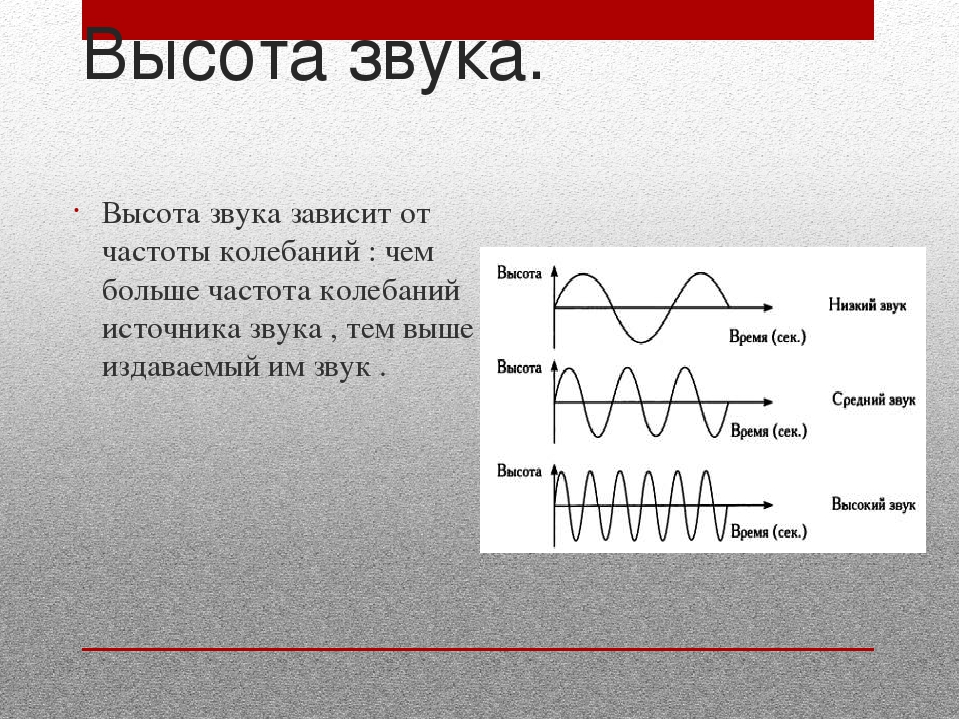 Высота звука.
Высота звука зависит от
частоты колебаний : чем
больше частота колебаний
источника звука , тем выше
издаваемый им звук .
Высота
Низкий звук
Время (сек.)
Высота
Средний звук
Время (сек.)
Высота
Высокий звук
Время (сек.)